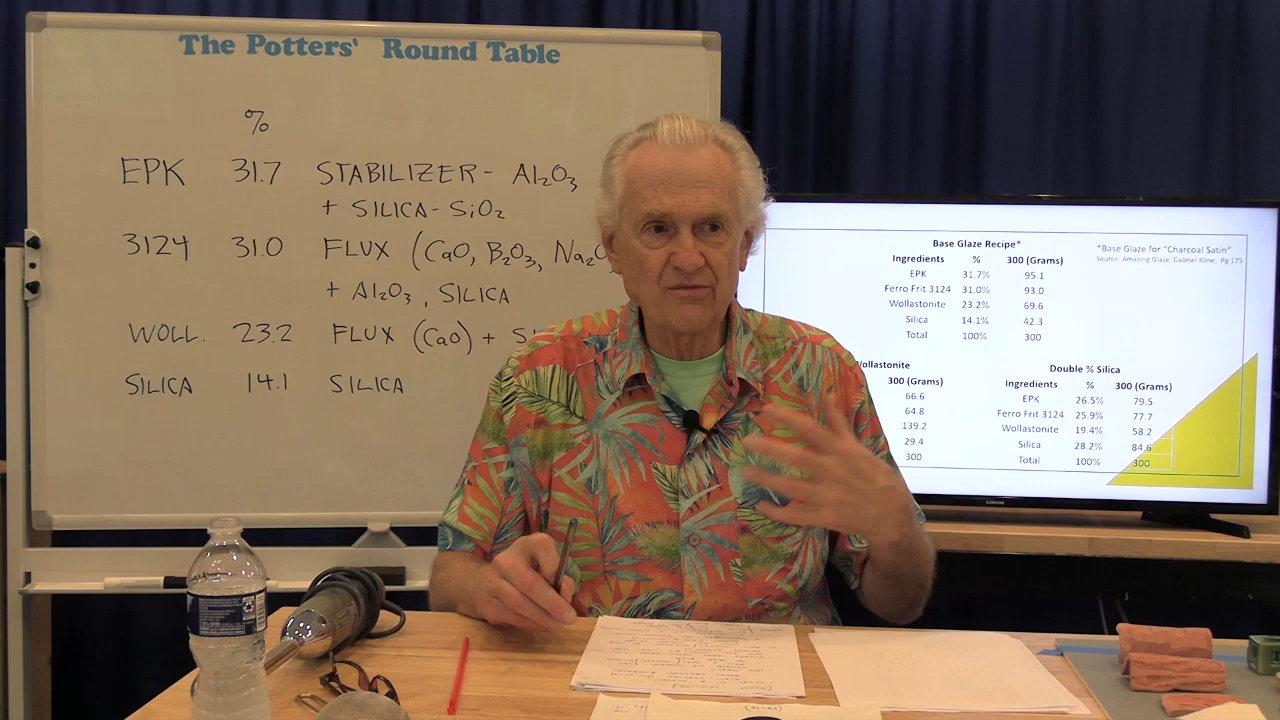 The Potters' Round Table
%
EPK 31.7 STABILIZER - Al₂O₃
+ SILICA - SiO₂
3124 31.0 FLUX (CaO, B₂O₃, Na₂O
+ Al₂O₃, SILICA
WOLL. 23.2 FLUX (CaO) + S
SILICA 14.1 SILICA
Base Glaze Recipe*
*Base Glaze for "Charcoal Satin"
Source: Amazing Glaze, Gabriel Kline, Pg 175
Ingredients % 300 (Grams)
EPK 31.7% 95.1
Ferro Frit 3124 31.0% 93.0
Wollastonite 23.2% 69.6
Silica 14.1% 42.3
Total 100% 300
Wollastonite
300 (Grams)
66.6
64.8
139.2
29.4
300
Double % Silica
Ingredients % 300 (Grams)
EPK 26.5% 79.5
Ferro Frit 3124 25.9% 77.7
Wollastonite 19.4% 58.2
Silica 28.2% 84.6
Total 100% 300
SAMSUNG